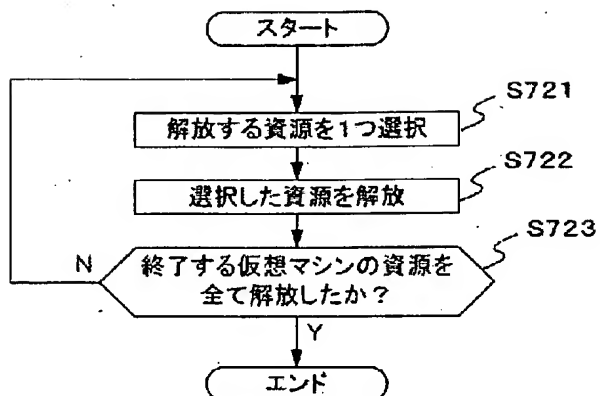 スタート
解放する資源を1つ選択
S721
選択した資源を解放
S722
終了する仮想マシンの資源を
全て解放したか？
S723
N
Y
エンド